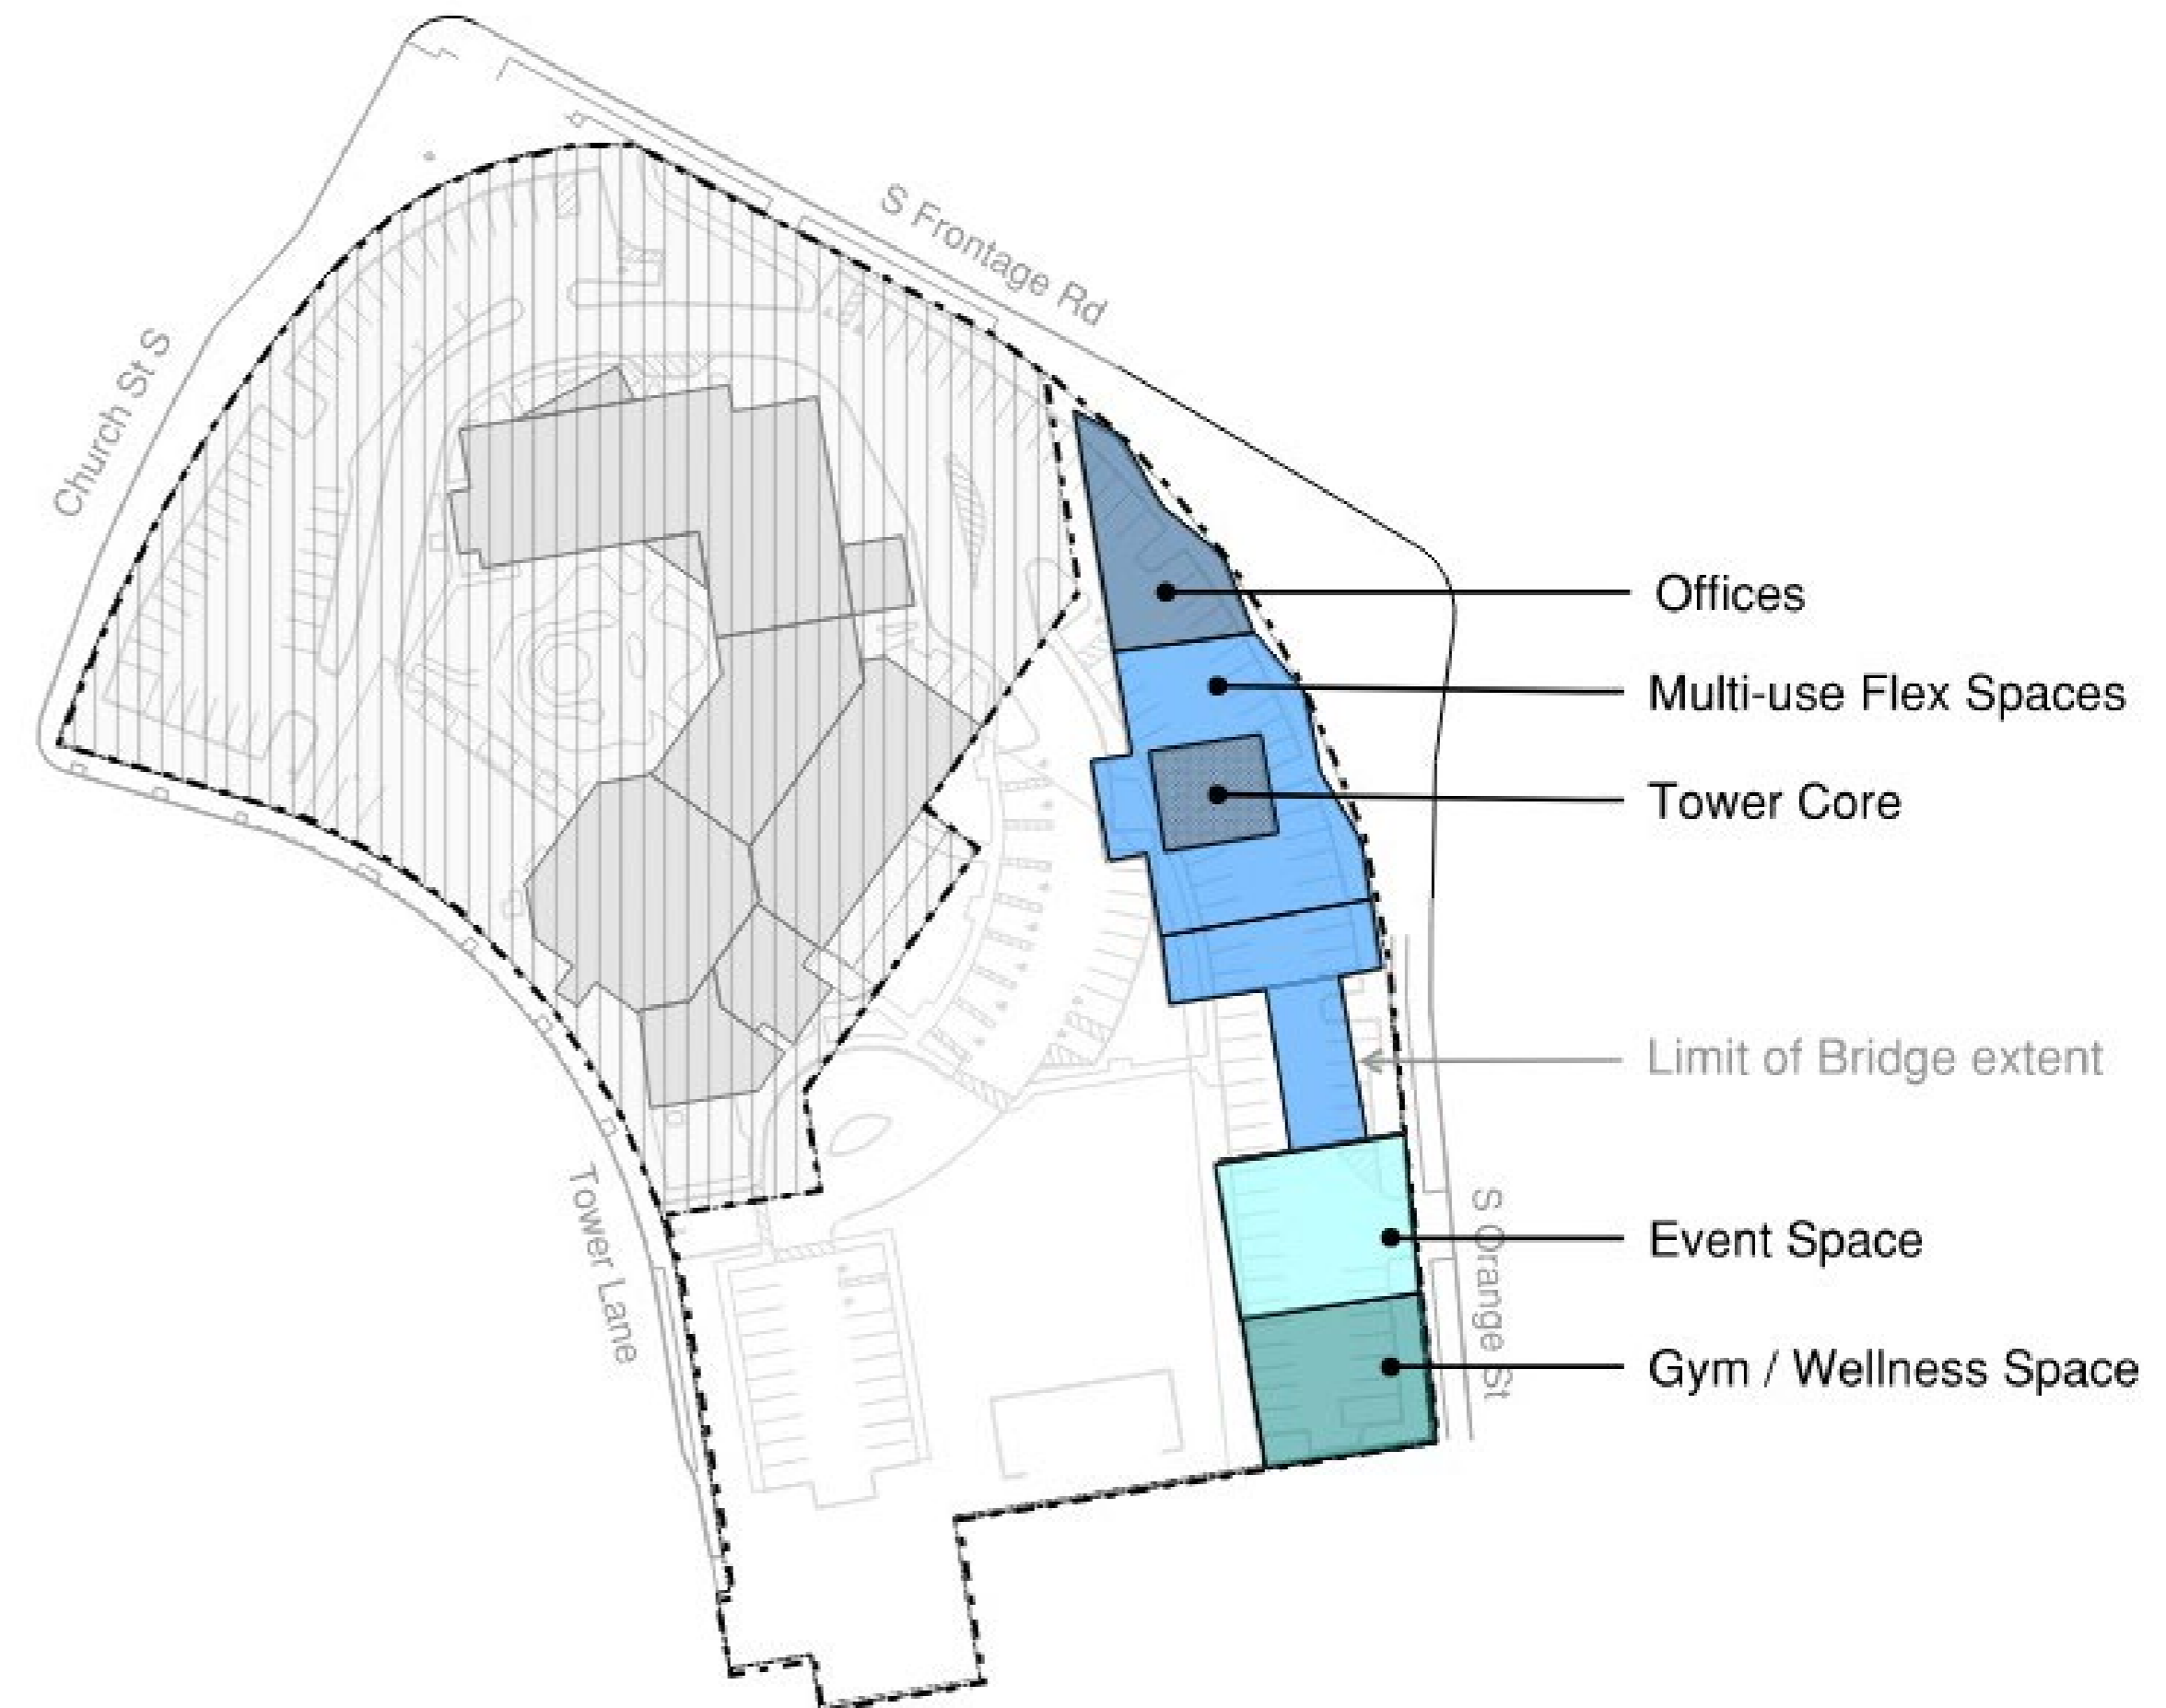 S Frontage Rd
Church St S
Offices
Multi-use Flex Spaces
Tower Core
Limit of Bridge extent
Tower Lane
S Orange St
Event Space
Gym / Wellness Space